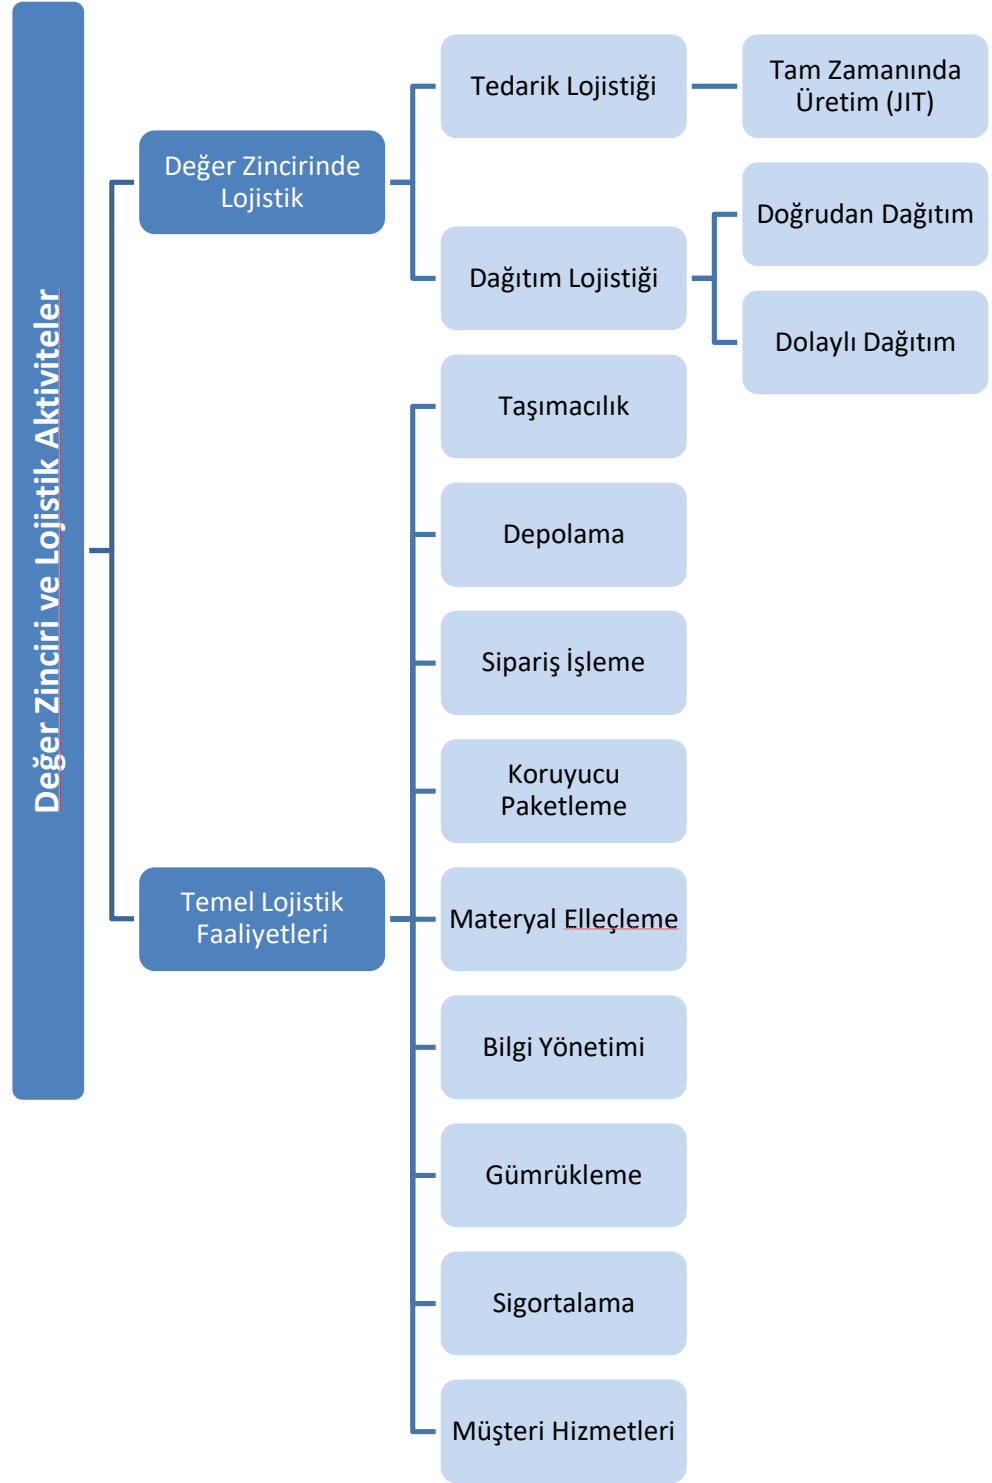 Değer Zinciri ve Lojistik Aktiviteler
Değer Zincirinde
Lojistik
Tedarik Lojistiği
Tam Zamanında
Üretim (JIT)
Dağıtım Lojistiği
Doğrudan Dağıtım
Dolaylı Dağıtım
Temel Lojistik
Faaliyetleri
Taşımacılık
Depolama
Sipariş İşleme
Koruyucu
Paketleme
Materyal Elleçleme
Bilgi Yönetimi
Gümrükleme
Sigortalama
Müşteri Hizmetleri